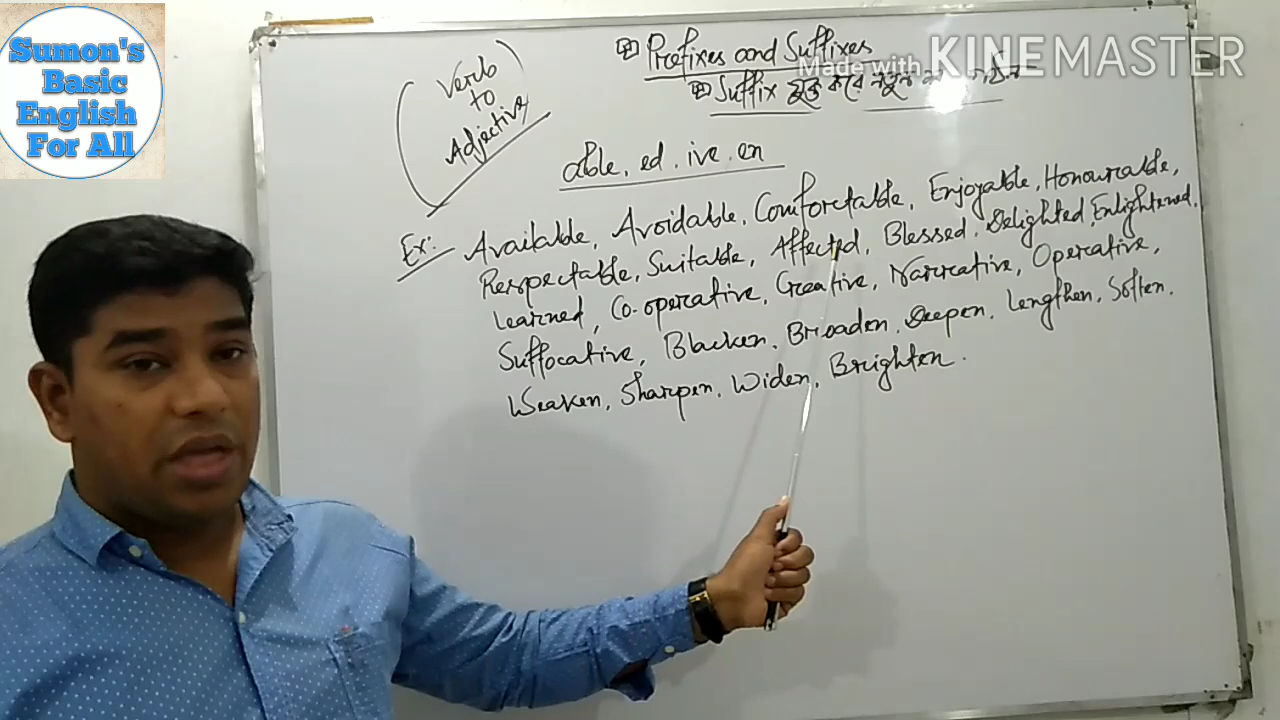 Sumon's
Basic
English
For All
Made with KINEMASTER
Prefixes and Suffixes
Suffix যুক্ত করে নতুন
Verb
to
Adjective
able, ed, ive, en
Ex: Available, Avoidable, Comfortable, Enjoyable, Honourable,
Respectable, Suitable, Affected, Blessed, Delighted, Enlightened,
Learned, Co-operative, Creative, Narrative, Operative,
Suffocative, Blacken, Broaden, Deepen, Lengthen, Soften,
Weaken, Sharpen, Widen, Brighten.